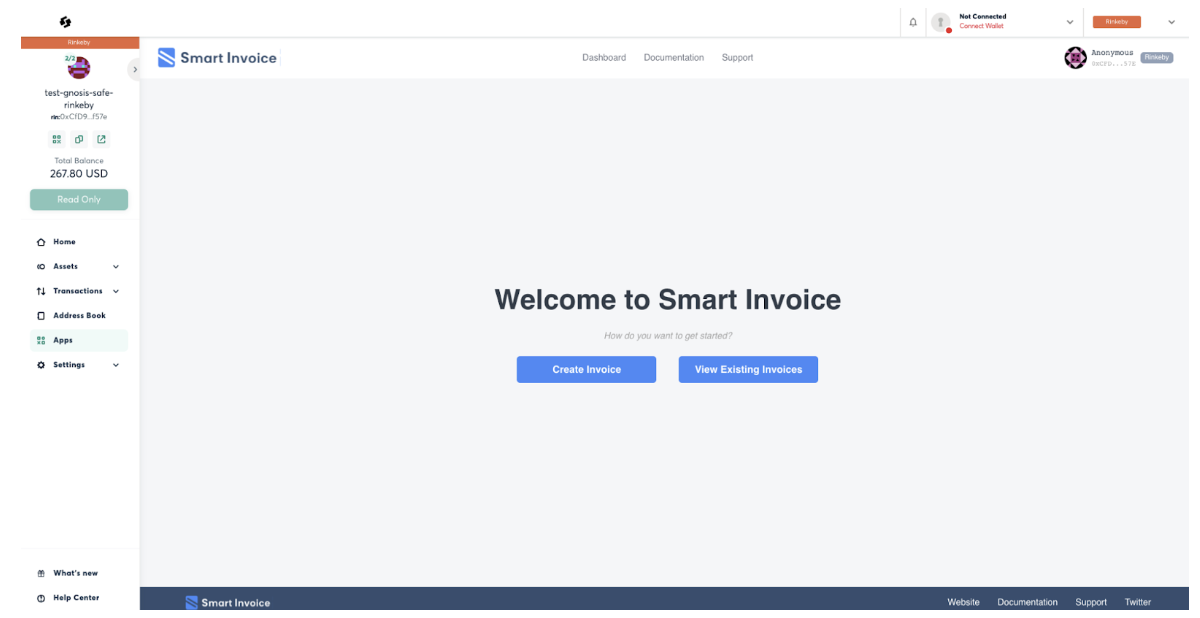 Not Connected
Connect Wallet
Rinkeby
Rinkeby
2/2
test-gnosis-safe-
rinkeby
rin:0xCfD9...f57e
Total Balance
267.80 USD
Read Only
Home
Assets
Transactions
Address Book
Apps
Settings
What's new
Help Center
Smart Invoice
Dashboard Documentation Support
Anonymous
0XCFD...57E
Rinkeby
Welcome to Smart Invoice
How do you want to get started?
Create Invoice View Existing Invoices
Smart Invoice
Website Documentation Support Twitter